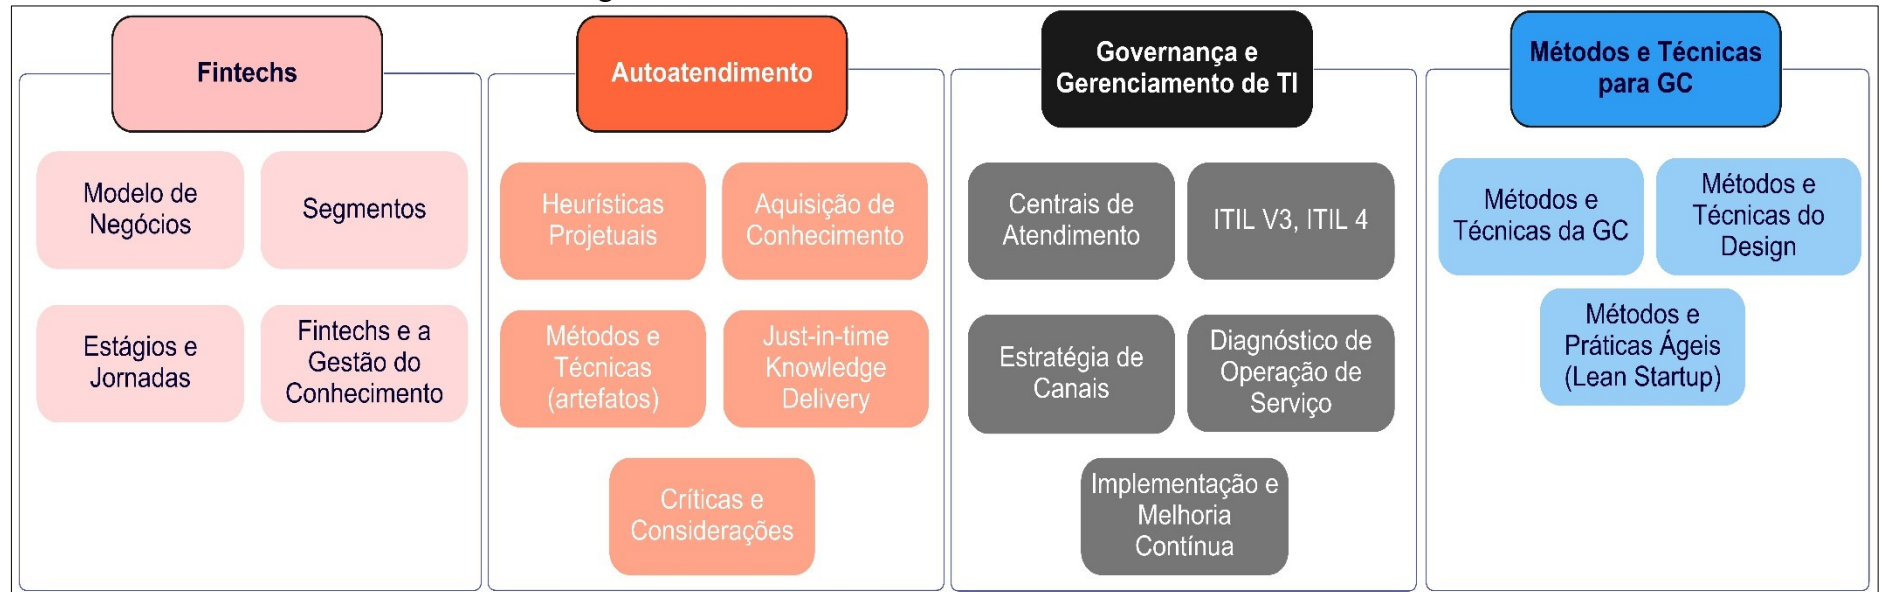 Fintechs
Modelo de
Negócios
Segmentos
Estágios e
Jornadas
Fintechs e a
Gestão do
Conhecimento
Autoatendimento
Heurísticas
Projetuais
Aquisição de
Conhecimento
Métodos e
Técnicas
(artefatos)
Just-in-time
Knowledge
Delivery
Críticas e
Considerações
Governança e
Gerenciamento de TI
Centrais de
Atendimento
ITIL V3, ITIL 4
Estratégia de
Canais
Diagnóstico de
Operação de
Serviço
Implementação e
Melhoria
Contínua
Métodos e Técnicas
para GC
Métodos e
Técnicas da GC
Métodos e
Técnicas do
Design
Métodos e
Práticas Ágeis
(Lean Startup)